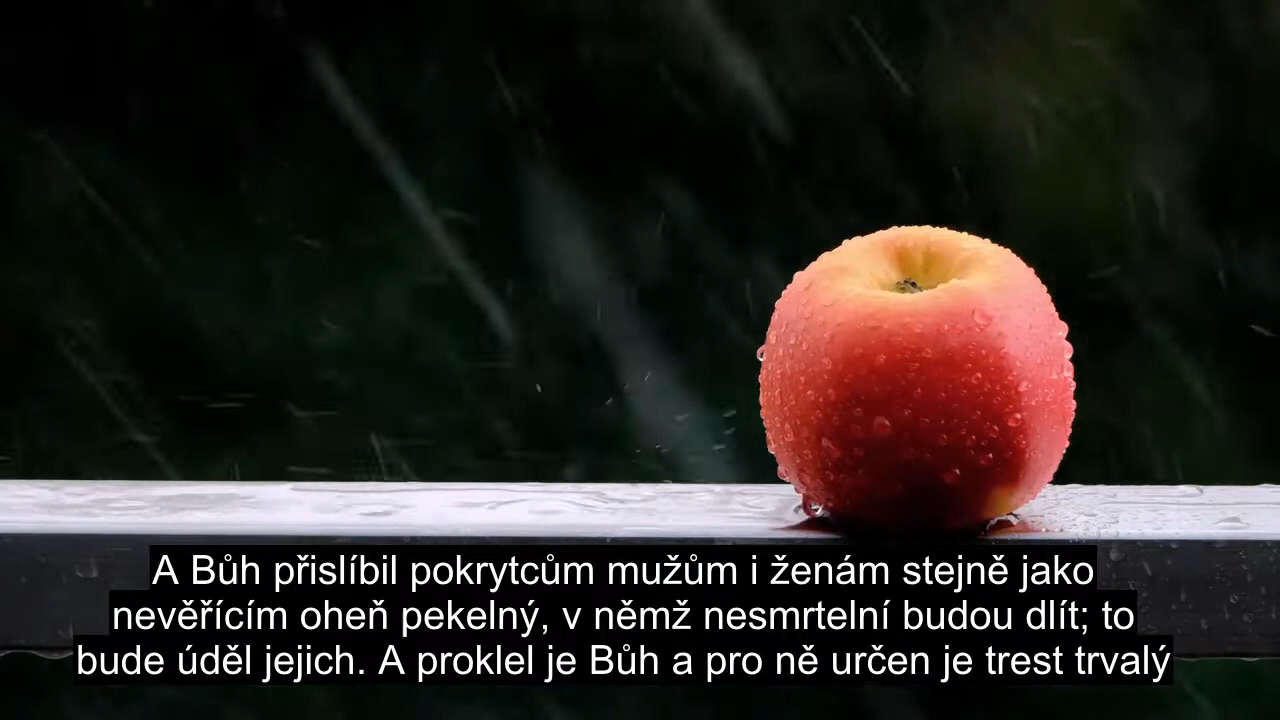 A Bůh přislíbil pokrytcům mužům i ženám stejně jako
nevěřícím oheň pekelný, v němž nesmrtelní budou dlít; to
bude úděl jejich. A proklel je Bůh a pro ně určen je trest trvalý